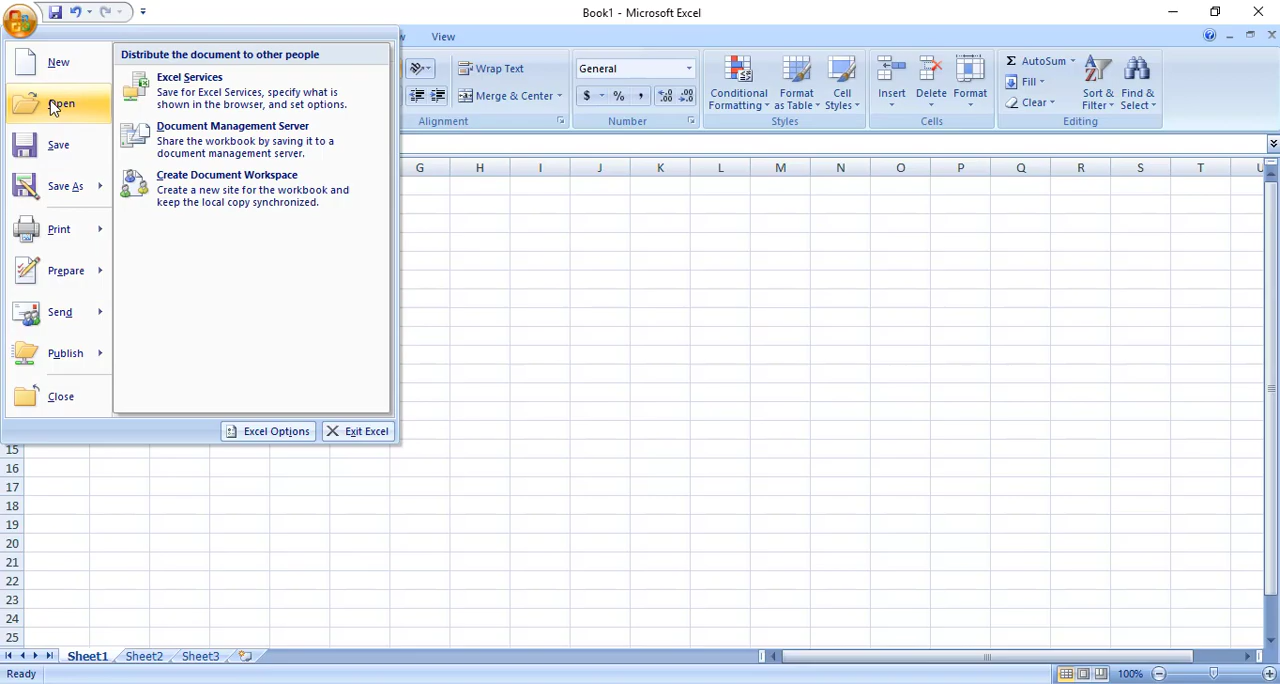 Book1 - Microsoft Excel
View
New
Open
Save
Save As
Print
Prepare
Send
Publish
Close
Distribute the document to other people
Excel Services
Save for Excel Services, specify what is
shown in the browser, and set options.
Document Management Server
Share the workbook by saving it to a
document management server.
Create Document Workspace
Create a new site for the workbook and
keep the local copy synchronized.
Excel Options
Exit Excel
Wrap Text
Merge & Center
Alignment
General
$ % ,
Number
Conditional
Formatting
Format
as Table
Cell
Styles
Styles
Insert
Delete
Format
Cells
Σ AutoSum
Fill
Clear
Sort &
Filter
Find &
Select
Editing
G H I J K L M N O P Q R S T U
15
16
17
18
19
20
21
22
23
24
25
Sheet1 Sheet2 Sheet3
Ready
100%